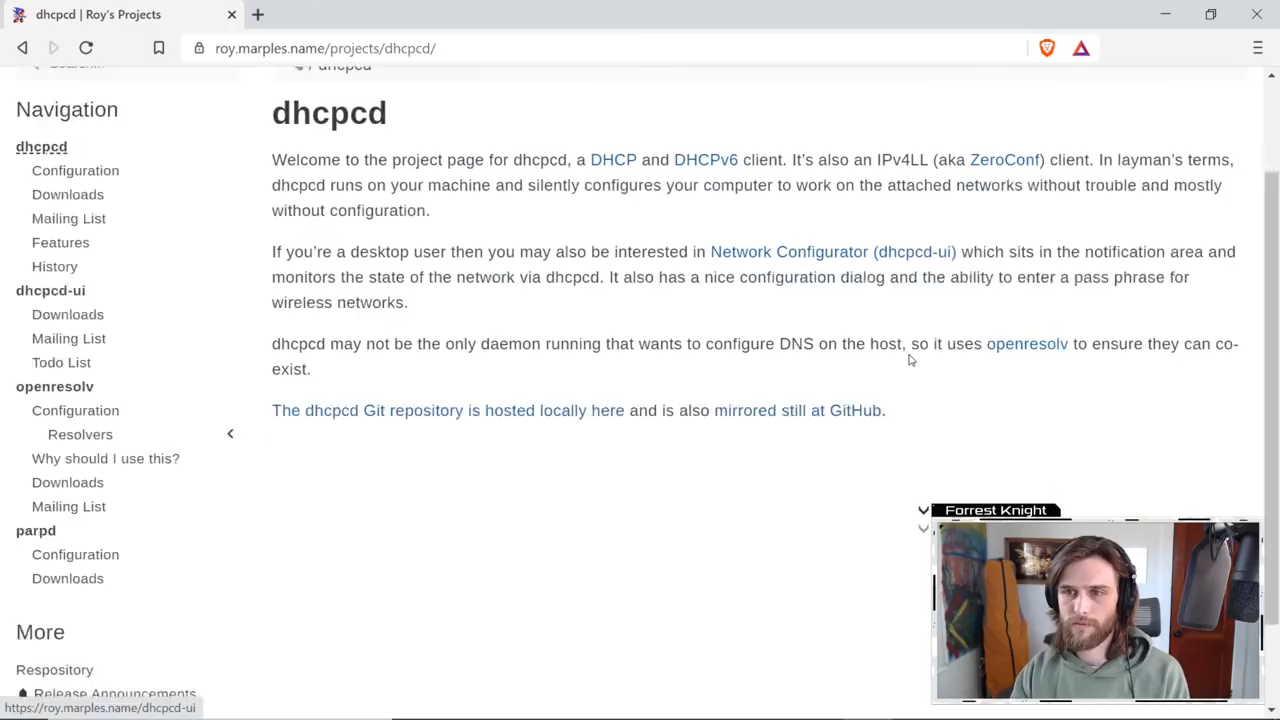 dhcpcd | Roy's Projects
roy.marples.name/projects/dhcpcd/
dhcpcd
Navigation
dhcpcd
Configuration
Downloads
Mailing List
Features
History
dhcpcd-ui
Downloads
Mailing List
Todo List
openresolv
Configuration
Resolvers
Why should I use this?
Downloads
Mailing List
parpd
Configuration
Downloads
More
Respository
Release Announcements
https://roy.marples.name/dhcpcd-ui
dhcpcd
Welcome to the project page for dhcpcd, a DHCP and DHCPv6 client. It’s also an IPv4LL (aka ZeroConf) client. In layman’s terms,
dhcpcd runs on your machine and silently configures your computer to work on the attached networks without trouble and mostly
without configuration.
If you’re a desktop user then you may also be interested in Network Configurator (dhcpcd-ui) which sits in the notification area and
monitors the state of the network via dhcpcd. It also has a nice configuration dialog and the ability to enter a pass phrase for
wireless networks.
dhcpcd may not be the only daemon running that wants to configure DNS on the host, so it uses openresolv to ensure they can co-
exist.
The dhcpcd Git repository is hosted locally here and is also mirrored still at GitHub.
Forrest Knight